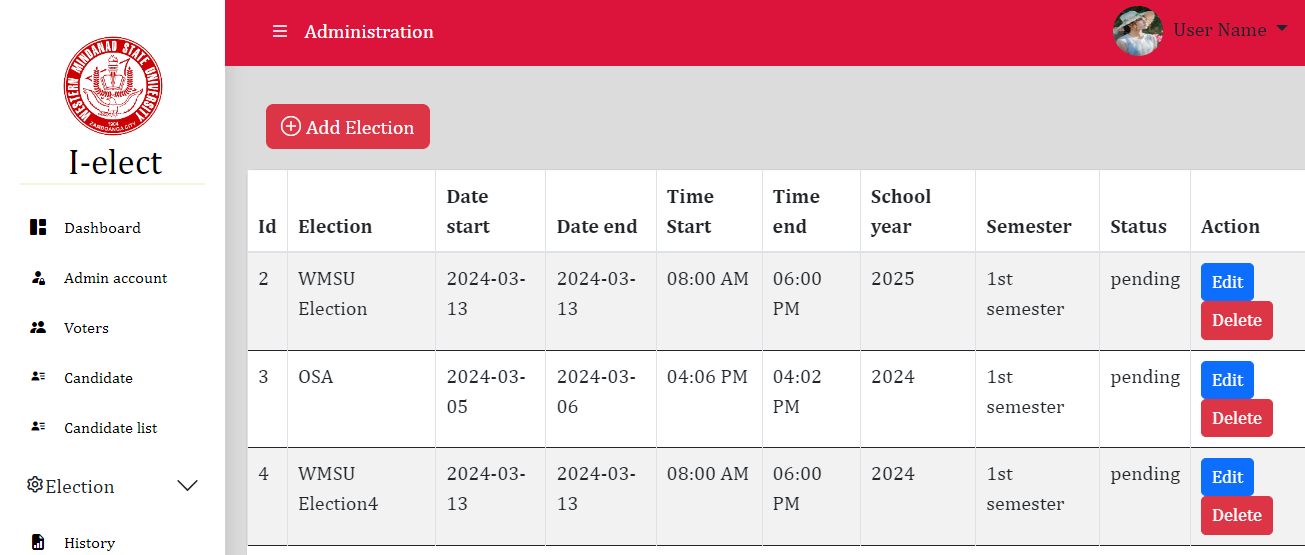 WESTERN MINDANAO STATE UNIVERSITY
1904
ZAMBOANGA CITY
I-elect
Dashboard
Admin account
Voters
Candidate
Candidate list
Election
History
Administration
User Name
Add Election
Id Election Date start Date end Time Start Time end School year Semester Status Action
2 WMSU Election 2024-03-13 2024-03-13 08:00 AM 06:00 PM 2025 1st semester pending Edit Delete
3 OSA 2024-03-05 2024-03-06 04:06 PM 04:02 PM 2024 1st semester pending Edit Delete
4 WMSU Election4 2024-03-13 2024-03-13 08:00 AM 06:00 PM 2024 1st semester pending Edit Delete